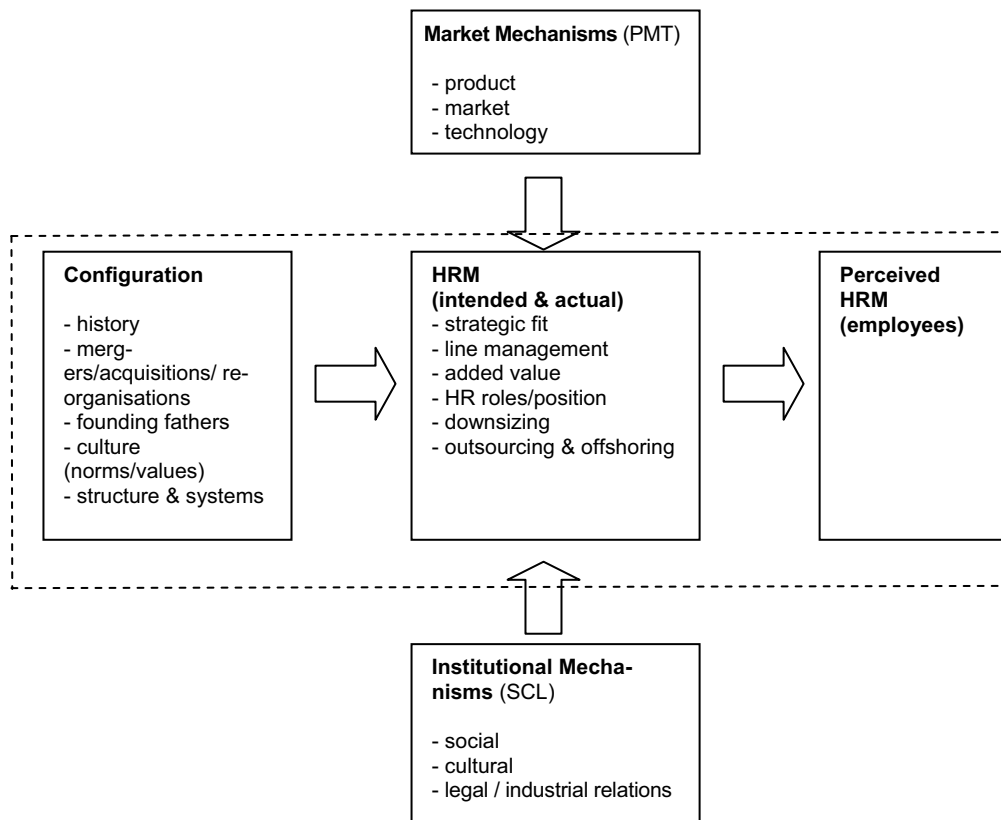 Market Mechanisms (PMT)
- product
- market
- technology
Configuration
- history
- merg-
ers/acquisitions/ re-
organisations
- founding fathers
- culture
(norms/values)
- structure & systems
HRM
(intended & actual)
- strategic fit
- line management
- added value
- HR roles/position
- downsizing
- outsourcing & offshoring
Perceived
HRM
(employees)
Institutional Mecha-
nisms (SCL)
- social
- cultural
- legal / industrial relations